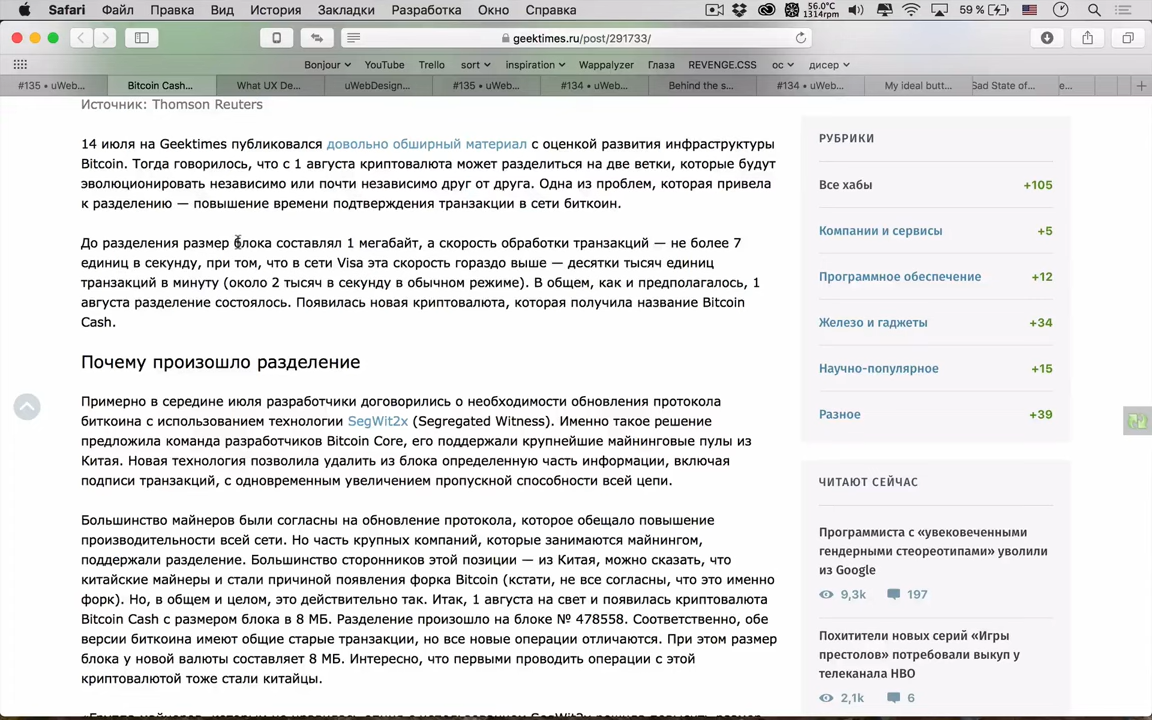 Safari Файл Правка Вид История Закладки Разработка Окно Справка 56.0°C 1314rpm 59 %
geektimes.ru/post/291733/
Bonjour YouTube Trello sort inspiration Wappalyzer Глаза REVENGE.CSS ос дисер
#135 • uWeb... Bitcoin Cash... What UX De... uWebDesign... #135 • uWeb... #134 • uWeb... Behind the s... #134 • uWeb... My ideal butt... Sad State of... e...
Источник: Thomson Reuters
14 июля на Geektimes публиковался довольно обширный материал с оценкой развития инфраструктуры
Bitcoin. Тогда говорилось, что с 1 августа криптовалюта может разделиться на две ветки, которые будут
эволюционировать независимо или почти независимо друг от друга. Одна из проблем, которая привела
к разделению — повышение времени подтверждения транзакции в сети биткоин.
До разделения размер блока составлял 1 мегабайт, а скорость обработки транзакций — не более 7
единиц в секунду, при том, что в сети Visa эта скорость гораздо выше — десятки тысяч единиц
транзакций в минуту (около 2 тысяч в секунду в обычном режиме). В общем, как и предполагалось, 1
августа разделение состоялось. Появилась новая криптовалюта, которая получила название Bitcoin
Cash.
Почему произошло разделение
Примерно в середине июля разработчики договорились о необходимости обновления протокола
биткоина с использованием технологии SegWit2x (Segregated Witness). Именно такое решение
предложила команда разработчиков Bitcoin Core, его поддержали крупнейшие майнинговые пулы из
Китая. Новая технология позволила удалить из блока определенную часть информации, включая
подписи транзакций, с одновременным увеличением пропускной способности всей цепи.
Большинство майнеров были согласны на обновление протокола, которое обещало повышение
производительности всей сети. Но часть крупных компаний, которые занимаются майнингом,
поддержали разделение. Большинство сторонников этой позиции — из Китая, можно сказать, что
китайские майнеры и стали причиной появления форка Bitcoin (кстати, не все согласны, что это именно
форк). Но, в общем и целом, это действительно так. Итак, 1 августа на свет и появилась криптовалюта
Bitcoin Cash с размером блока в 8 МБ. Разделение произошло на блоке № 478558. Соответственно, обе
версии биткоина имеют общие старые транзакции, но все новые операции отличаются. При этом размер
блока у новой валюты составляет 8 МБ. Интересно, что первыми проводить операции с этой
криптовалютой тоже стали китайцы.
РУБРИКИ
Все хабы +105
Компании и сервисы +5
Программное обеспечение +12
Железо и гаджеты +34
Научно-популярное +15
Разное +39
ЧИТАЮТ СЕЙЧАС
Программиста с «увековеченными
гендерными стеореотипами» уволили
из Google
9,3k 197
Похитители новых серий «Игры
престолов» потребовали выкуп у
телеканала HBO
2,1k 6